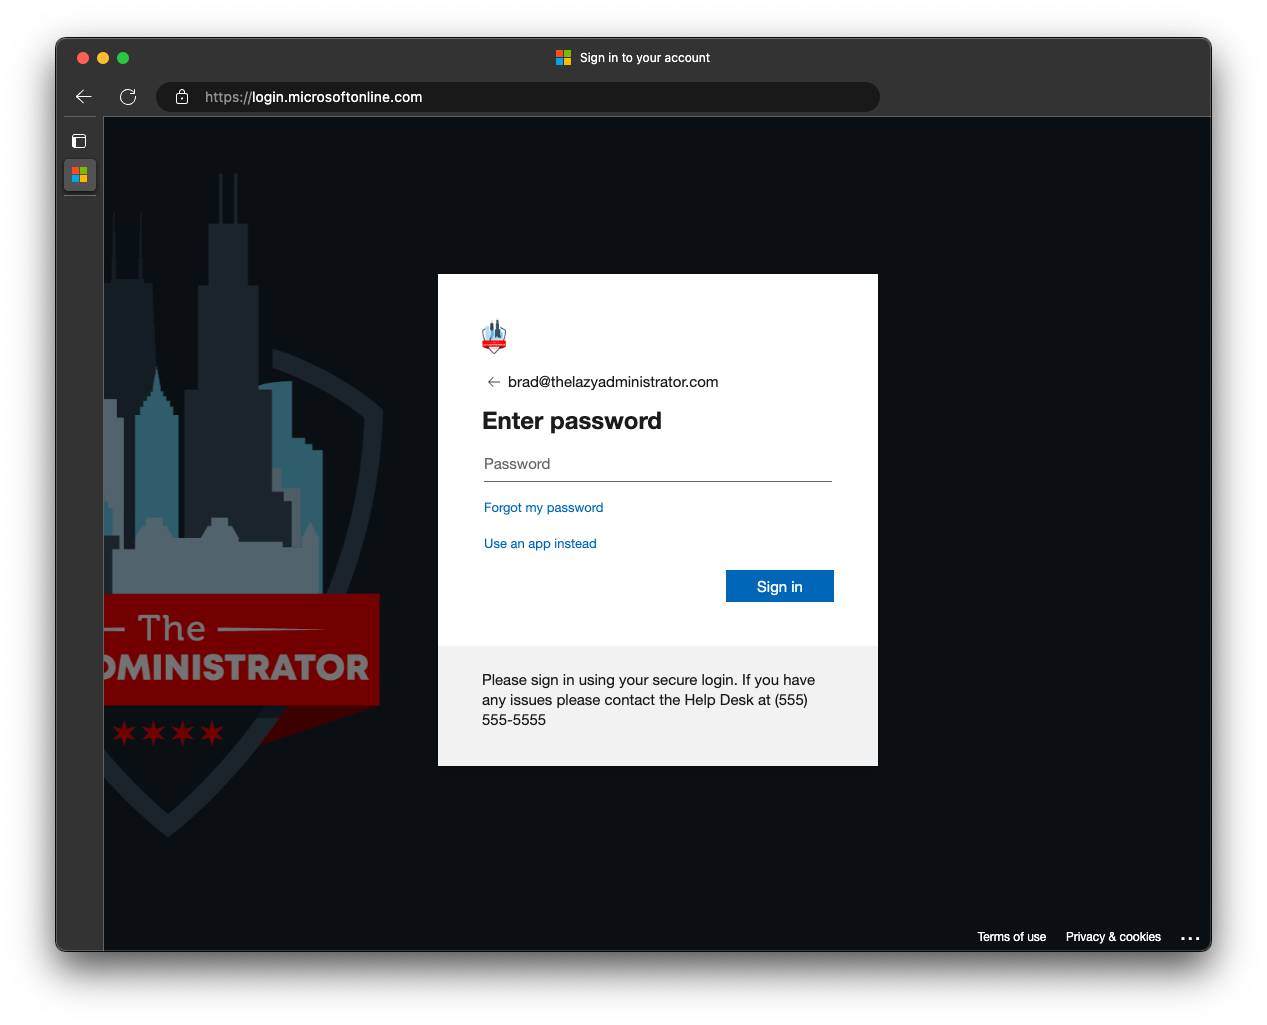 Sign in to your account
https://login.microsoftonline.com
brad@thelazyadministrator.com
Enter password
Password
Forgot my password
Use an app instead
Sign in
The
DMINISTRATOR
Please sign in using your secure login. If you have
any issues please contact the Help Desk at (555)
555-5555
Terms of use Privacy & cookies ...